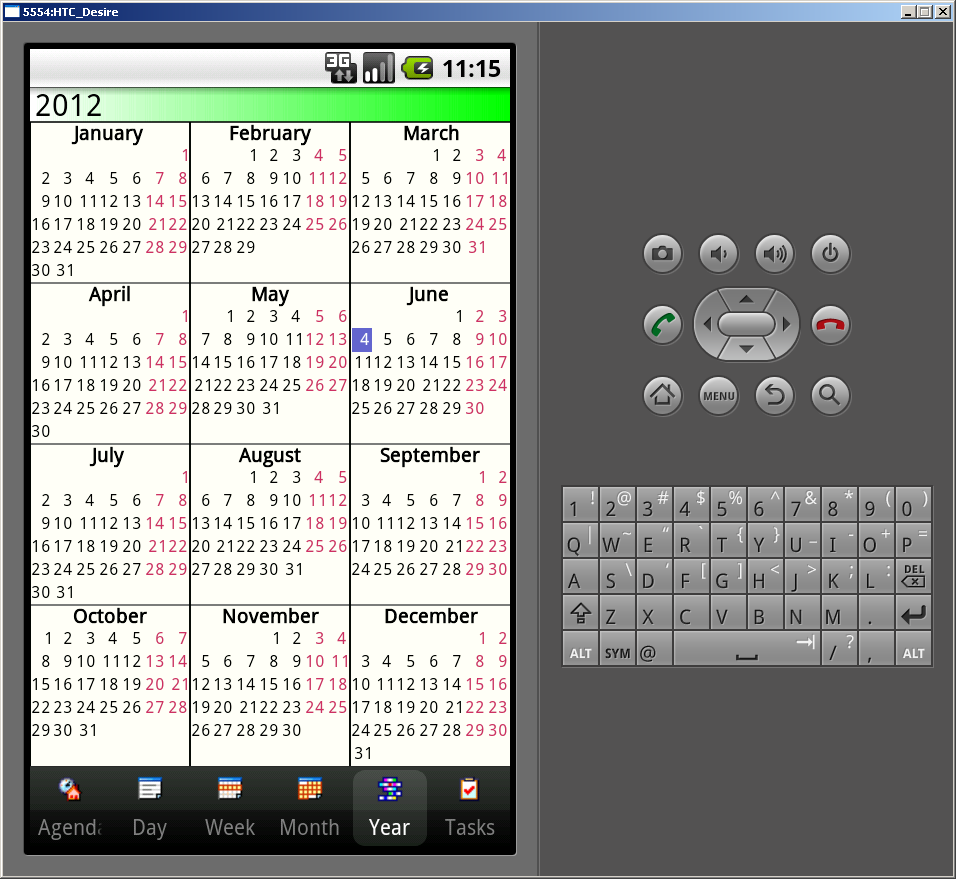 5554:HTC_Desire
3G 11:15
2012
January February March
1 1 2 3 4 5 1 2 3 4
2 3 4 5 6 7 8 6 7 8 9 10 11 12 5 6 7 8 9 10 11
9 10 11 12 13 14 15 13 14 15 16 17 18 19 12 13 14 15 16 17 18
16 17 18 19 20 21 22 20 21 22 23 24 25 26 19 20 21 22 23 24 25
23 24 25 26 27 28 29 27 28 29 26 27 28 29 30 31
30 31
April May June
1 1 2 3 4 5 6 1 2 3
2 3 4 5 6 7 8 7 8 9 10 11 12 13 4 5 6 7 8 9 10
9 10 11 12 13 14 15 14 15 16 17 18 19 20 11 12 13 14 15 16 17
16 17 18 19 20 21 22 21 22 23 24 25 26 27 18 19 20 21 22 23 24
23 24 25 26 27 28 29 28 29 30 31 25 26 27 28 29 30
30
July August September
1 1 2 3 4 5 1 2
2 3 4 5 6 7 8 6 7 8 9 10 11 12 3 4 5 6 7 8 9
9 10 11 12 13 14 15 13 14 15 16 17 18 19 10 11 12 13 14 15 16
16 17 18 19 20 21 22 20 21 22 23 24 25 26 17 18 19 20 21 22 23
23 24 25 26 27 28 29 27 28 29 30 31 24 25 26 27 28 29 30
30 31
October November December
1 2 3 4 5 6 7 1 2 3 4 1 2
8 9 10 11 12 13 14 5 6 7 8 9 10 11 3 4 5 6 7 8 9
15 16 17 18 19 20 21 12 13 14 15 16 17 18 10 11 12 13 14 15 16
22 23 24 25 26 27 28 19 20 21 22 23 24 25 17 18 19 20 21 22 23
29 30 31 26 27 28 29 30 24 25 26 27 28 29 30
31
Agenda Day Week Month Year Tasks
MENU
1 ! 2 @ 3 # 4 $ 5 % 6 ^ 7 & 8 * 9 ( 0 )
Q | W ~ E “ R ` T { Y } U _ I - O + P =
A S \ D ‘ F [ G ] H < J > K ; L : DEL
Z X C V B N M .
ALT SYM @ / ? , ALT